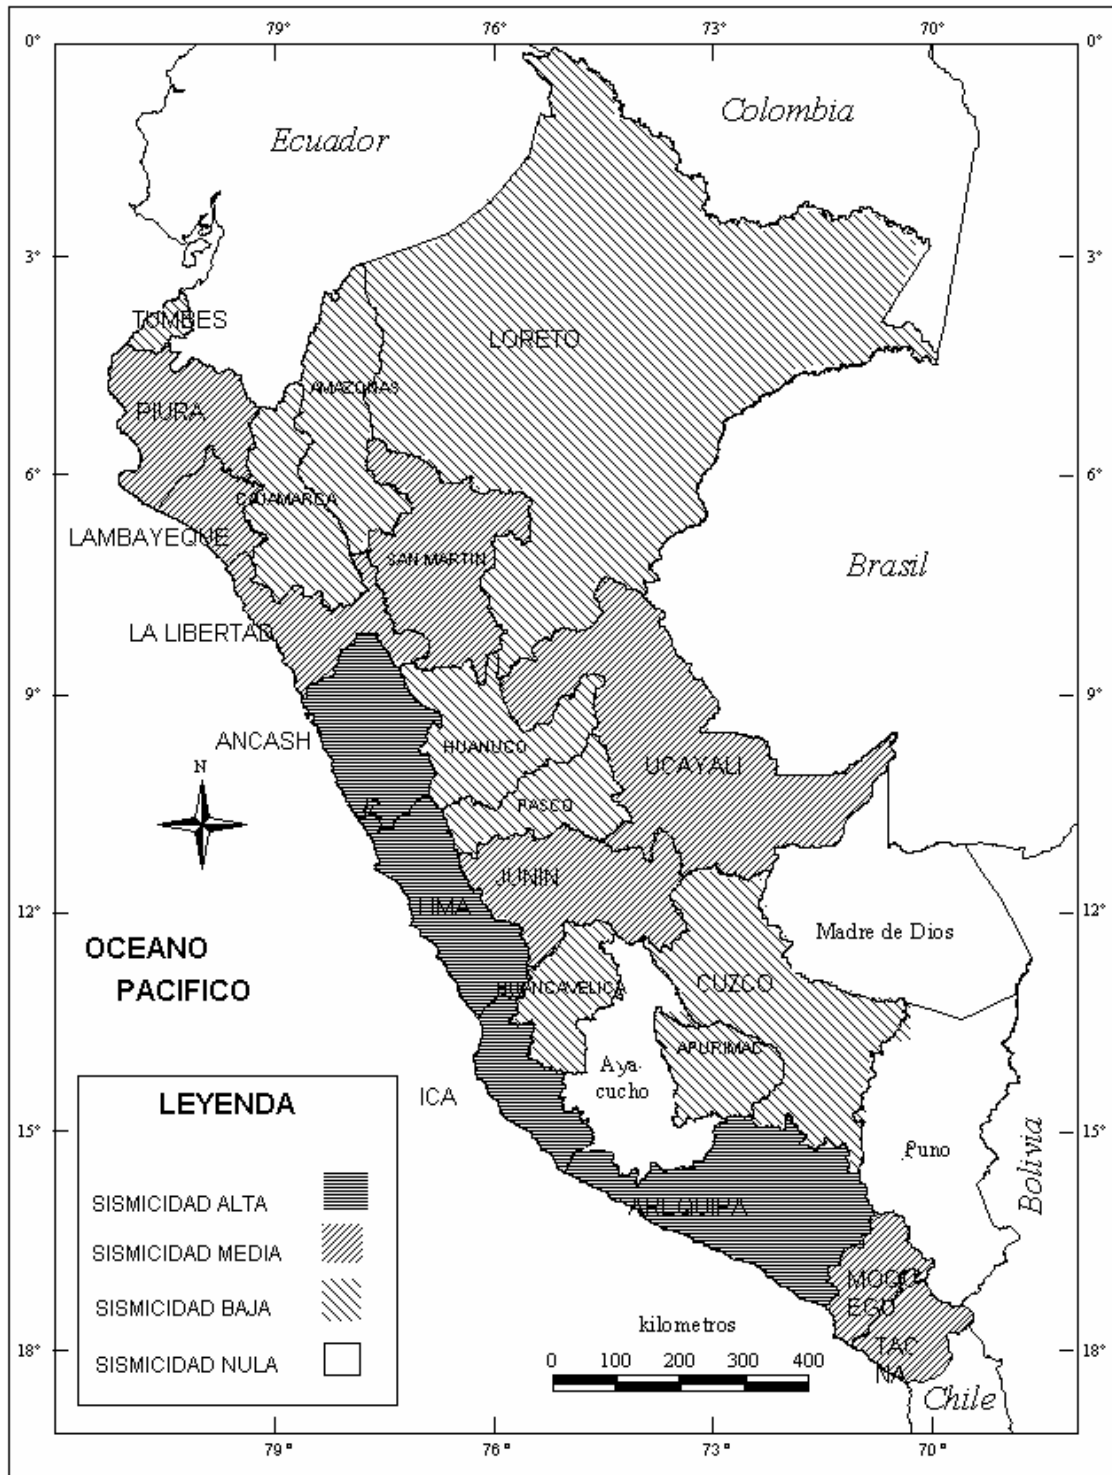 79°
76°
73°
70°
0°
0°
Colombia
Ecuador
3°
3°
TUMBES
LORETO
AMAZONAS
PIURA
6°
6°
CAJAMARCA
LAMBAYEQUE
SAN MARTIN
Brasil
LA LIBERTAD
9°
9°
ANCASH
HUANUCO
UCAYALI
N
PASCO
JUNIN
LIMA
12°
12°
Madre de Dios
OCEANO
PACIFICO
HUANCAVELICA
CUZCO
APURIMAC
Aya-
cucho
ICA
LEYENDA
15°
15°
Puno
Bolivia
SISMICIDAD ALTA
AREQUIPA
SISMICIDAD MEDIA
MOQU
EGU
SISMICIDAD BAJA
kilometros
TAC
NA
18°
18°
SISMICIDAD NULA
0 100 200 300 400
Chile
79°
76°
73°
70°